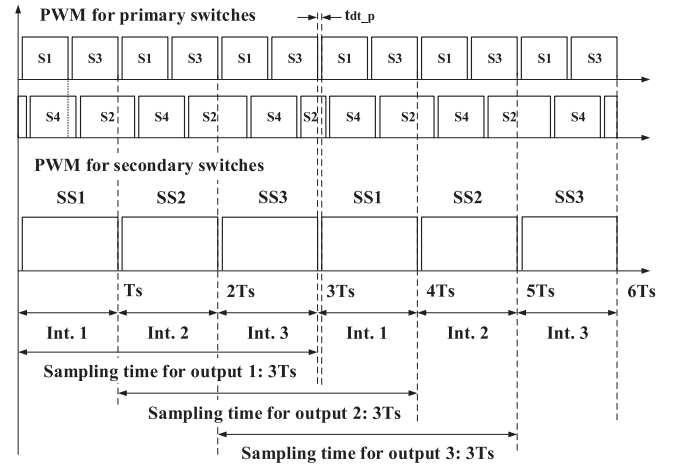 PWM for primary switches
tdt_p
S1 S3 S1 S3 S1 S3 S1 S3 S1 S3 S1 S3
S4 S2 S4 S2 S4 S2 S4 S2 S4 S2 S4
PWM for secondary switches
SS1 SS2 SS3 SS1 SS2 SS3
Ts 2Ts 3Ts 4Ts 5Ts 6Ts
Int. 1 Int. 2 Int. 3 Int. 1 Int. 2 Int. 3
Sampling time for output 1: 3Ts
Sampling time for output 2: 3Ts
Sampling time for output 3: 3Ts